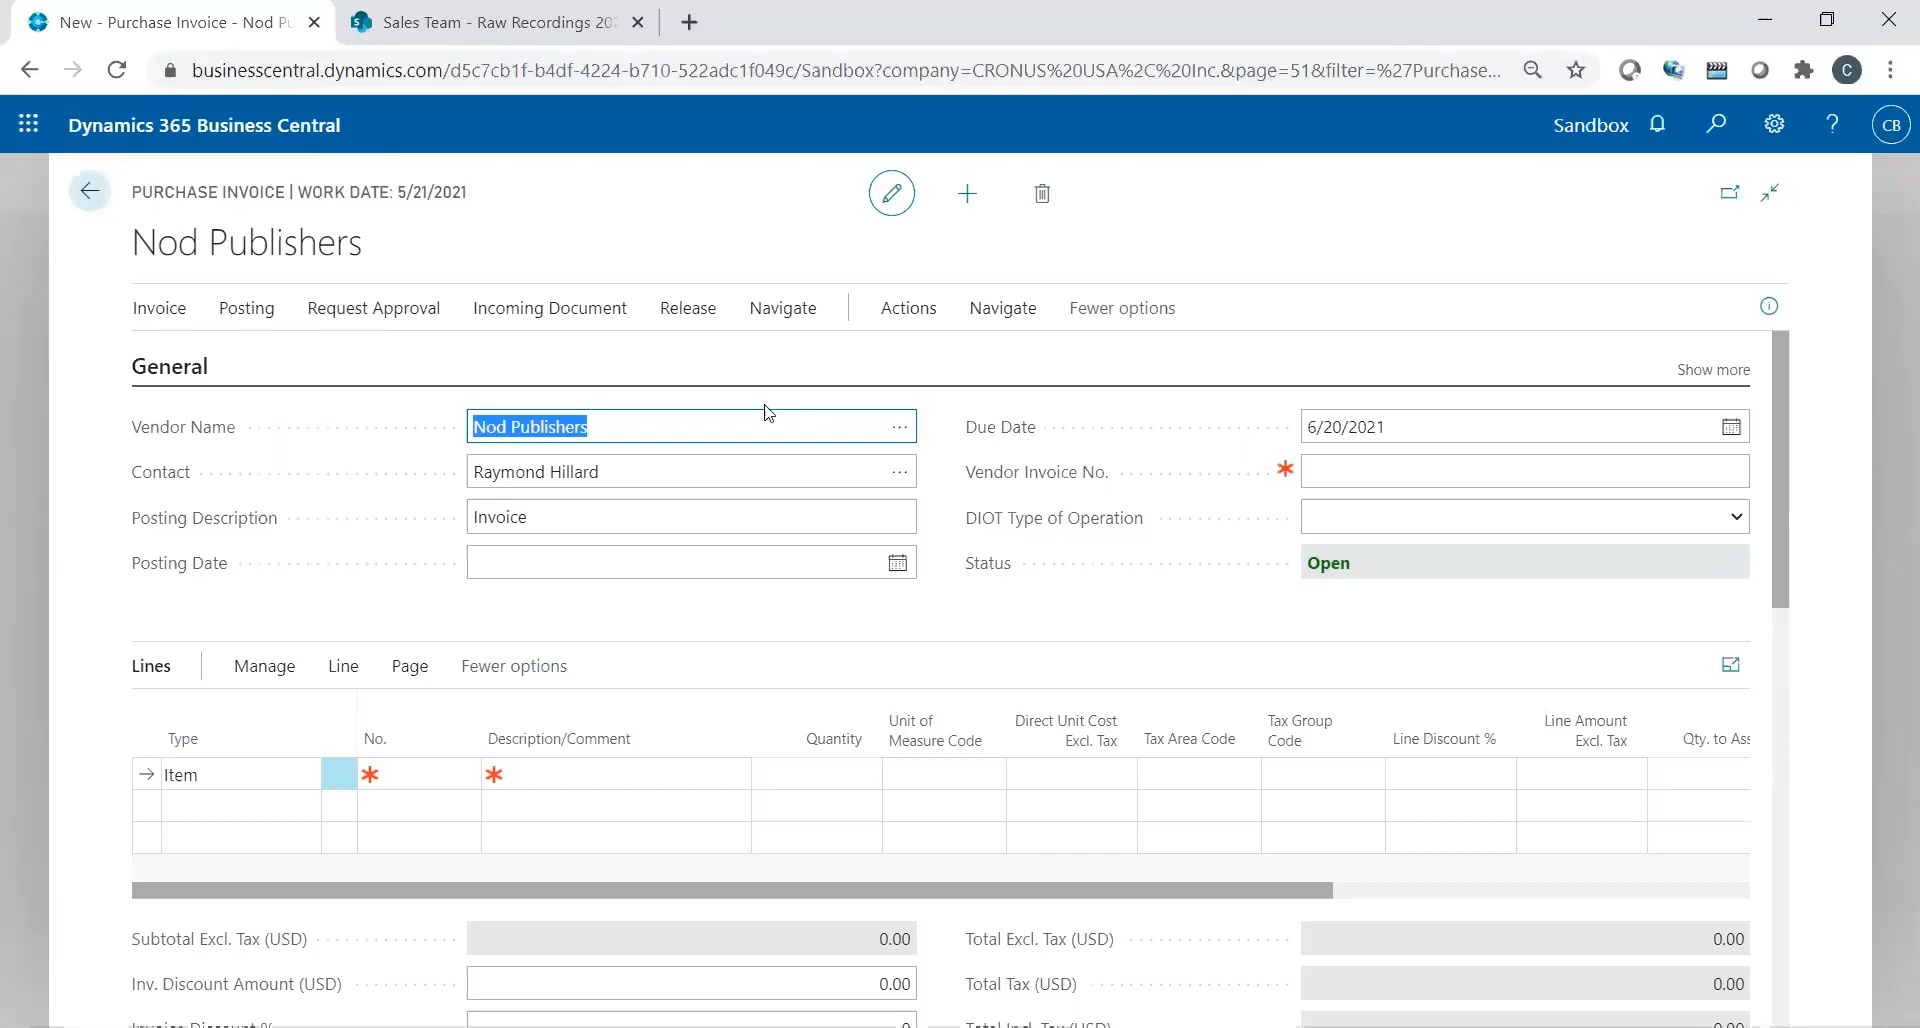 New - Purchase Invoice - Nod Pu
Sales Team - Raw Recordings 202
businesscentral.dynamics.com/d5c7cb1f-b4df-4224-b710-522adc1f049c/Sandbox?company=CRONUS%20USA%2C%20Inc.&page=51&filter=%27Purchase...
C
Dynamics 365 Business Central
Sandbox
?
CB
PURCHASE INVOICE | WORK DATE: 5/21/2021
Nod Publishers
Invoice Posting Request Approval Incoming Document Release Navigate Actions Navigate Fewer options
General
Show more
Vendor Name
Nod Publishers
Due Date
6/20/2021
Contact
Raymond Hillard
Vendor Invoice No.
Posting Description
Invoice
DIOT Type of Operation
Posting Date
Status
Open
Lines Manage Line Page Fewer options
Type
No.
Description/Comment
Quantity
Unit of
Measure Code
Direct Unit Cost
Excl. Tax
Tax Area Code
Tax Group
Code
Line Discount %
Line Amount
Excl. Tax
Qty. to Ass
Item
Subtotal Excl. Tax (USD)
0.00
Total Excl. Tax (USD)
0.00
Inv. Discount Amount (USD)
0.00
Total Tax (USD)
0.00